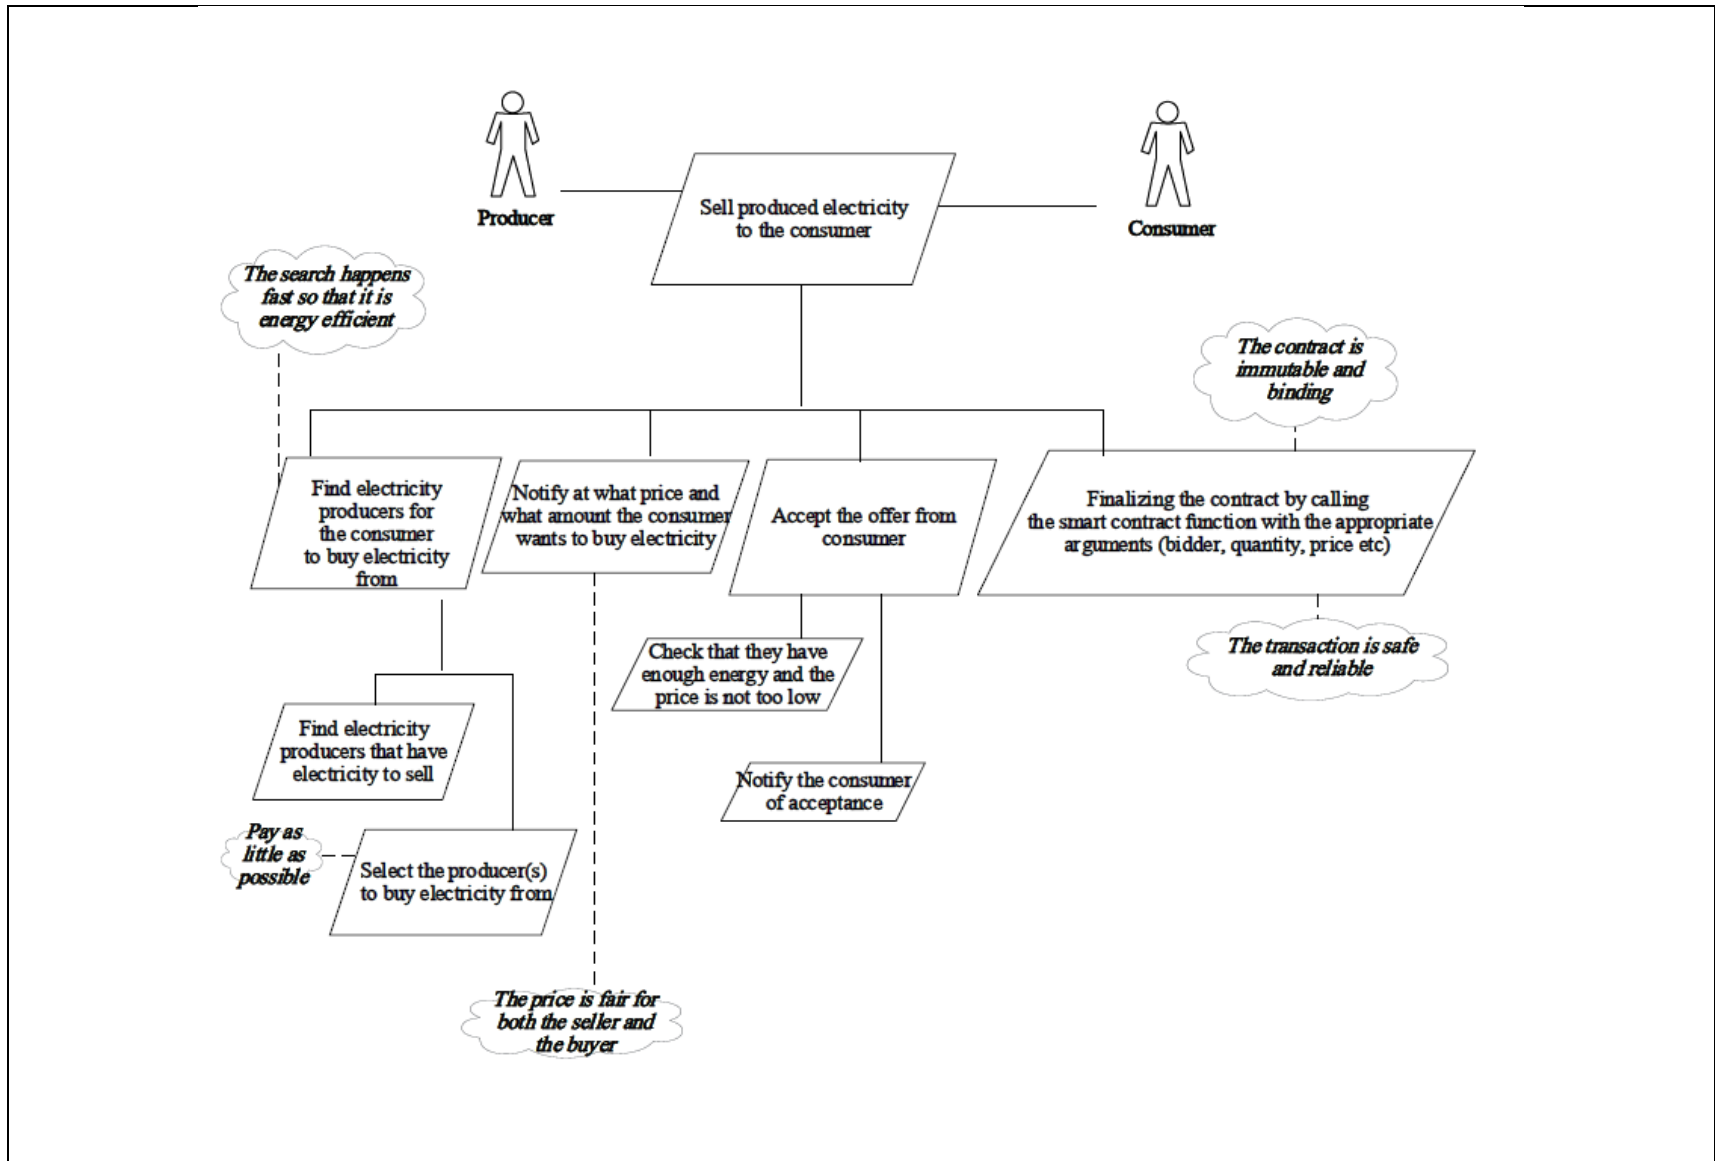 Producer
Consumer
Sell produced electricity
to the consumer
The search happens
fast so that it is
energy efficient
The contract is
immutable and
binding
Find electricity
producers for
the consumer
to buy electricity
from
Notify at what price and
what amount the consumer
wants to buy electricity
Accept the offer from
consumer
Finalizing the contract by calling
the smart contract function with the appropriate
arguments (bidder, quantity, price etc)
Check that they have
enough energy and the
price is not too low
The transaction is safe
and reliable
Find electricity
producers that have
electricity to sell
Notify the consumer
of acceptance
Pay as
little as
possible
Select the producer(s)
to buy electricity from
The price is fair for
both the seller and
the buyer